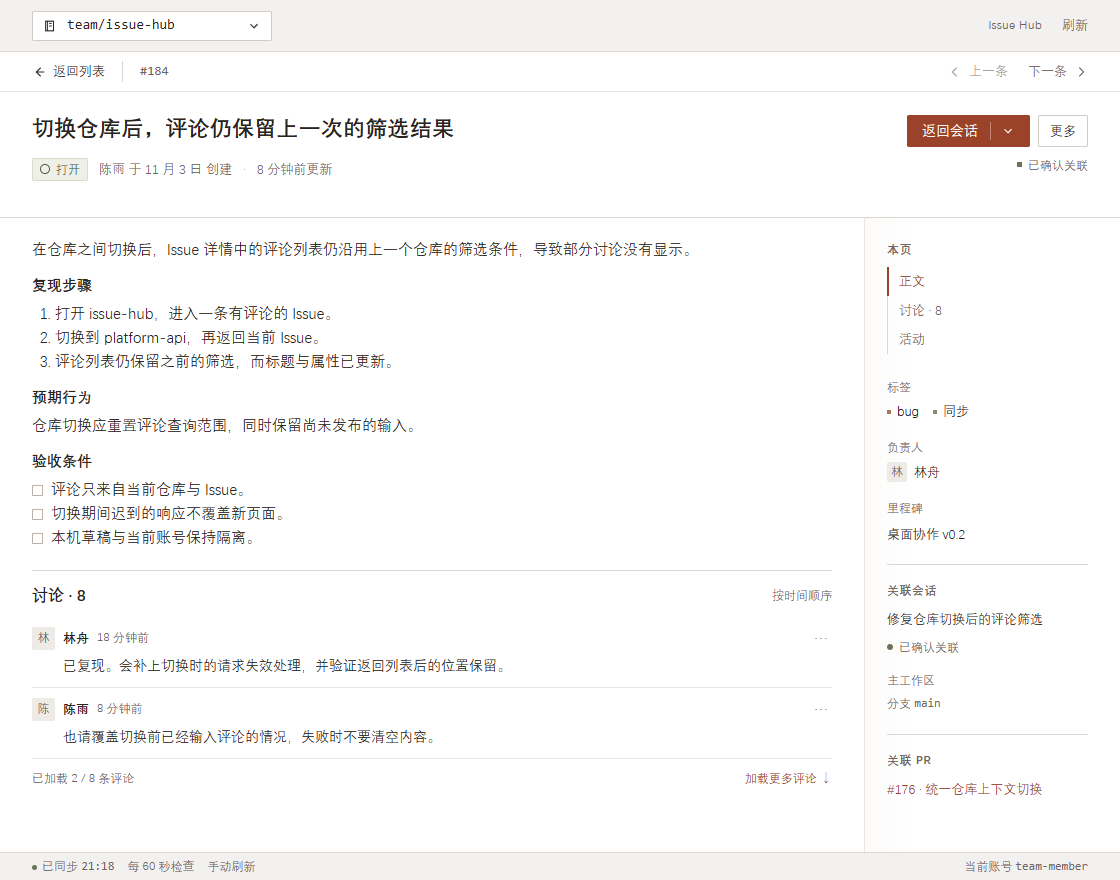 team/issue-hub
Issue Hub 刷新
返回列表 #184
上一条 下一条
切换仓库后，评论仍保留上一次的筛选结果
返回会话 更多
打开 陈雨 于 11 月 3 日 创建 · 8 分钟前更新
已确认关联
在仓库之间切换后，Issue 详情中的评论列表仍沿用上一个仓库的筛选条件，导致部分讨论没有显示。
复现步骤
1. 打开 issue-hub，进入一条有评论的 Issue。
2. 切换到 platform-api，再返回当前 Issue。
3. 评论列表仍保留之前的筛选，而标题与属性已更新。
预期行为
仓库切换应重置评论查询范围，同时保留尚未发布的输入。
验收条件
评论只来自当前仓库与 Issue。
切换期间迟到的响应不覆盖新页面。
本机草稿与当前账号保持隔离。
讨论 · 8 按时间顺序
林 林舟 18 分钟前 ...
已复现。会补上切换时的请求失效处理，并验证返回列表后的位置保留。
陈 陈雨 8 分钟前 ...
也请覆盖切换前已经输入评论的情况，失败时不要清空内容。
已加载 2 / 8 条评论 加载更多评论 ↓
本页
正文
讨论 · 8
活动
标签
bug 同步
负责人
林 林舟
里程碑
桌面协作 v0.2
关联会话
修复仓库切换后的评论筛选
已确认关联
主工作区
分支 main
关联 PR
#176 · 统一仓库上下文切换
已同步 21:18 每 60 秒检查 手动刷新
当前账号 team-member